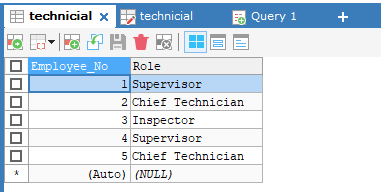 technicial technicial Query 1
Employee_No Role
1 Supervisor
2 Chief Technician
3 Inspector
4 Supervisor
5 Chief Technician
* (Auto) (NULL)